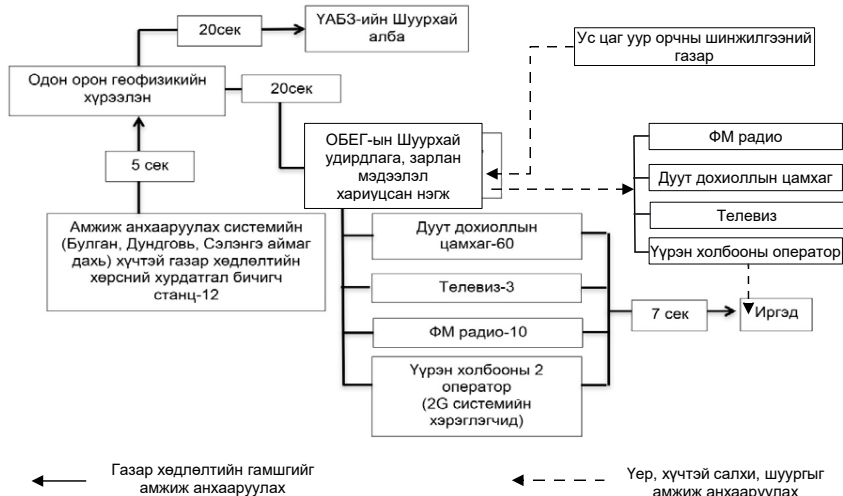 20сек
ҮАБЗ-ийн Шуурхай
алба
Ус цаг уур орчны шинжилгээний
газар
Одон орон геофизикийн
хүрээлэн
20сек
ОБЕГ-ын Шуурхай
удирдлага, зарлан
мэдээлэл
хариуцсан нэгж
ФМ радио
Дуут дохиоллын цамхаг
Телевиз
Үүрэн холбооны оператор
5 сек
Амжиж анхааруулах системийн
(Булган, Дундговь, Сэлэнгэ аймаг
дахь) хүчтэй газар хөдлөлтийн
хөрсний хурдатгал бичигч
станц-12
Дуут дохиоллын
цамхаг-60
Телевиз-3
ФМ радио-10
Үүрэн холбооны 2
оператор
(2G системийн
хэрэглэгчид)
7 сек
Иргэд
Газар хөдлөлтийн гамшгийг
амжиж анхааруулах
Үер, хүчтэй салхи, шуургыг
амжиж анхааруулах